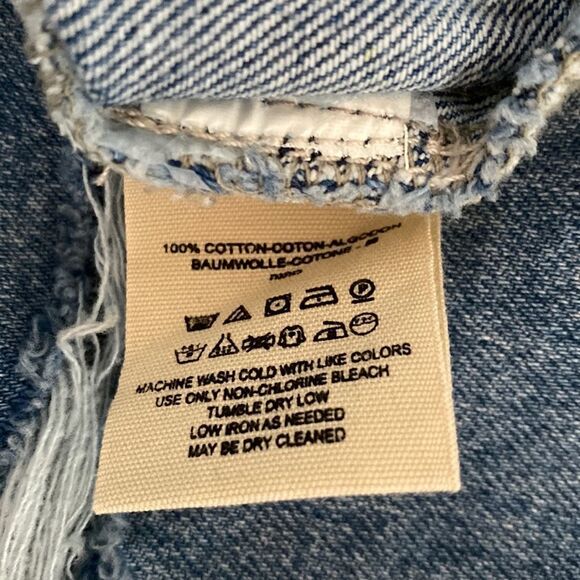 100% COTTON-COTON-ALGODON
BAUMWOLLE-COTONE
MACHINE WASH COLD WITH LIKE COLORS
USE ONLY NON-CHLORINE BLEACH
TUMBLE DRY LOW
LOW IRON AS NEEDED
MAY BE DRY CLEANED